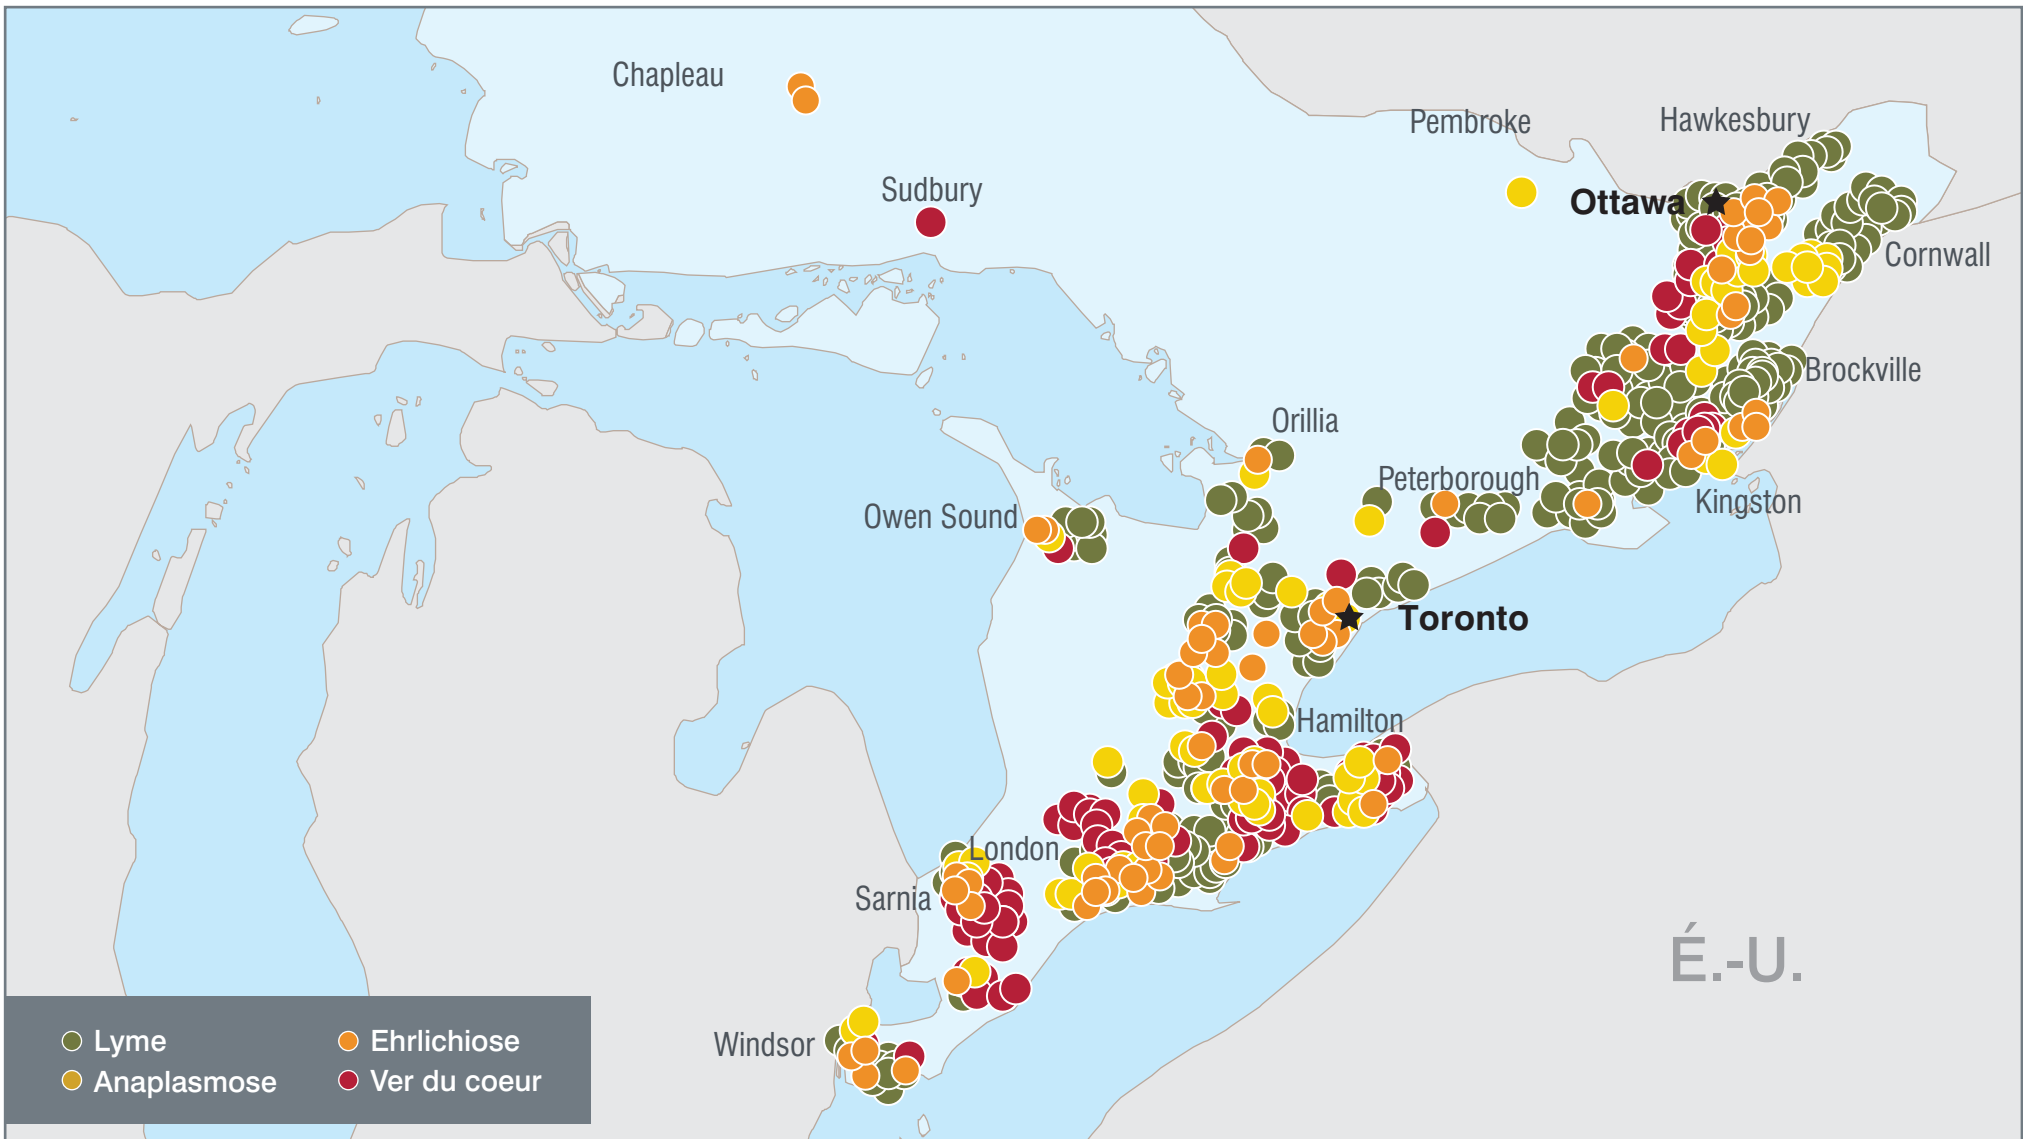 Chapleau
Pembroke
Hawkesbury
Sudbury
Ottawa
Cornwall
Brockville
Orillia
Peterborough
Kingston
Owen Sound
Toronto
Hamilton
London
Sarnia
É.-U.
Windsor
Lyme
Ehrlichiose
Anaplasmose
Ver du coeur